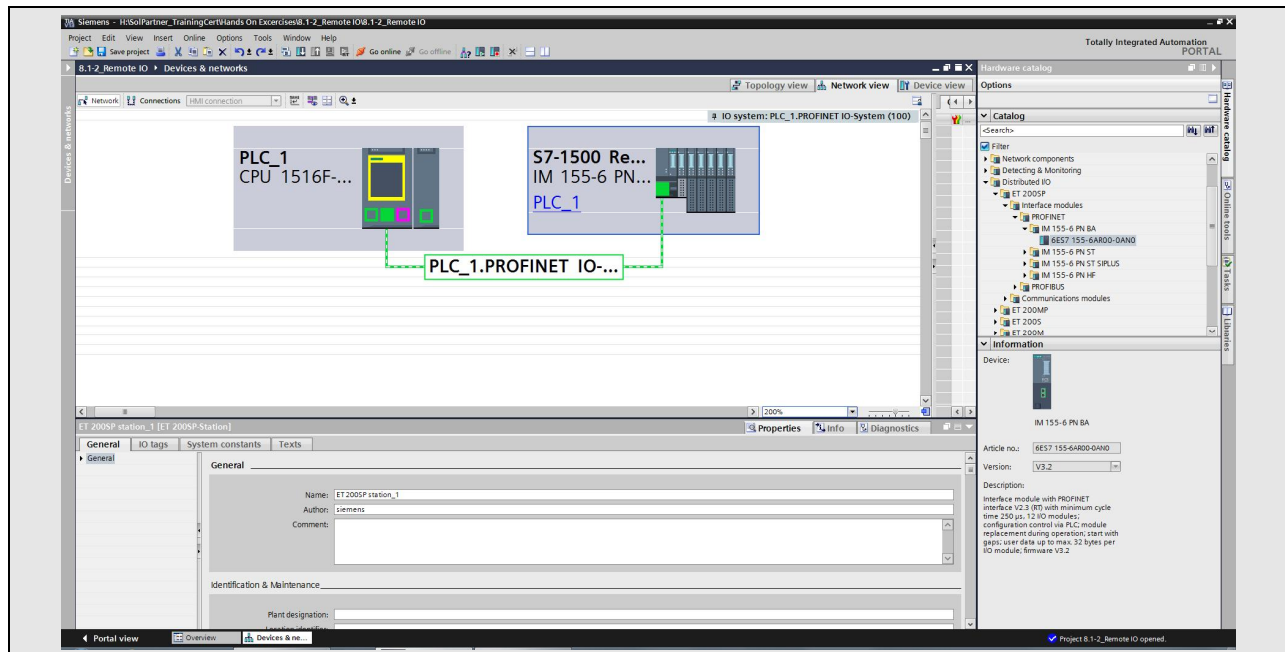 Siemens - H:\SolPartner_TrainingCert\Hands On Excercises\8.1-2_Remote IO\8.1-2_Remote IO
Project Edit View Insert Online Options Tools Window Help
Totally Integrated Automation
PORTAL
Save project
Go online
Go offline
8.1-2_Remote IO Devices & networks
Hardware catalog
Topology view
Network view
Device view
Options
Network
Connections
HMI connection
IO system: PLC_1.PROFINET IO-System (100)
PLC_1
CPU 1516F-...
S7-1500 Re...
IM 155-6 PN...
PLC_1
PLC_1.PROFINET IO-...
Catalog
<Search>
Filter
Network components
Detecting & Monitoring
Distributed I/O
ET 200SP
Interface modules
PROFINET
IM 155-6 PN BA
6ES7 155-6AR00-0AN0
IM 155-6 PN ST
IM 155-6 PN ST SIPLUS
IM 155-6 PN HF
PROFIBUS
Communications modules
ET 200MP
ET 200S
ET 200M
Information
Device:
IM 155-6 PN BA
Article no.: 6ES7 155-6AR00-0AN0
Version: V3.2
Description:
Interface module with PROFINET
interface V2.3 (RT) with minimum cycle
time 250 µs, 12 I/O modules;
configuration control via PLC; module
replacement during operation; start with
gaps; user data up to max. 32 bytes per
I/O module; firmware V3.2
Hardware catalog
Online tools
Tasks
Libraries
Devices & networks
200%
ET 200SP station_1 [ET 200SP-Station]
Properties
Info
Diagnostics
General
IO tags
System constants
Texts
General
General
Name: ET 200SP station_1
Author: siemens
Comment:
Identification & Maintenance
Plant designation:
Location identifier:
Portal view
Overview
Devices & ne...
Project 8.1-2_Remote IO opened.